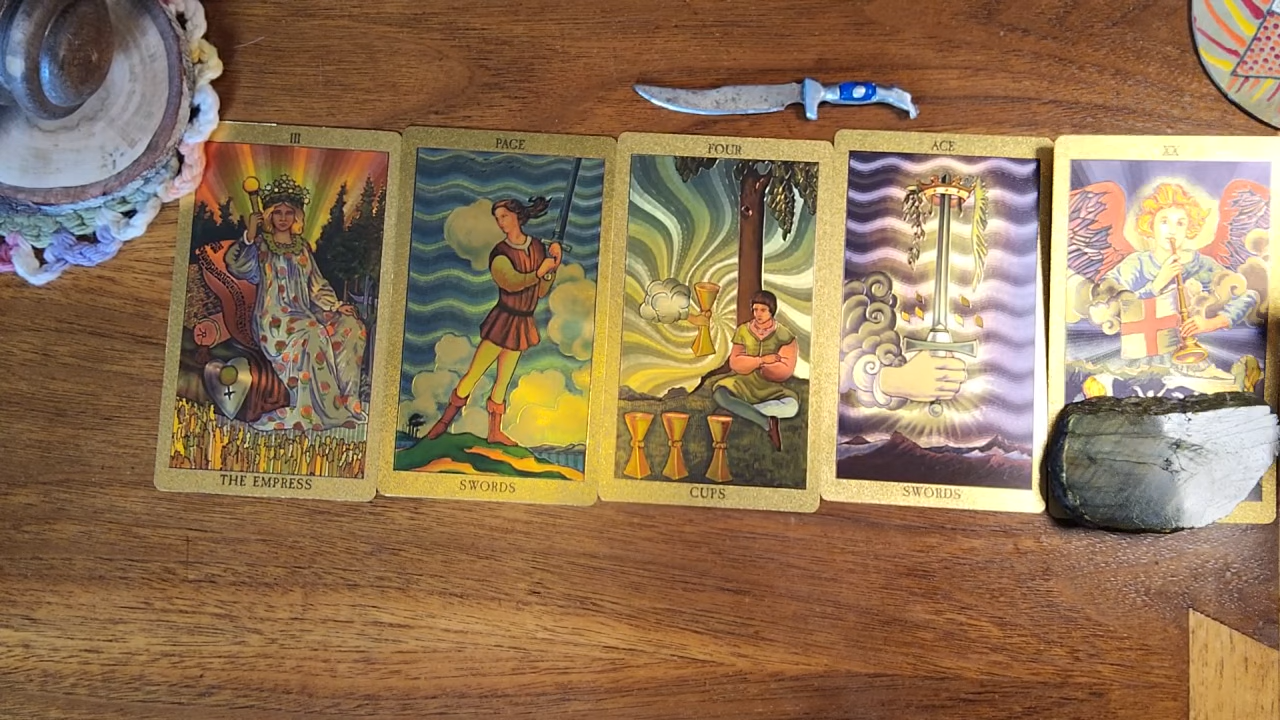 III
THE EMPRESS
PAGE
SWORDS
FOUR
CUPS
ACE
SWORDS
XX